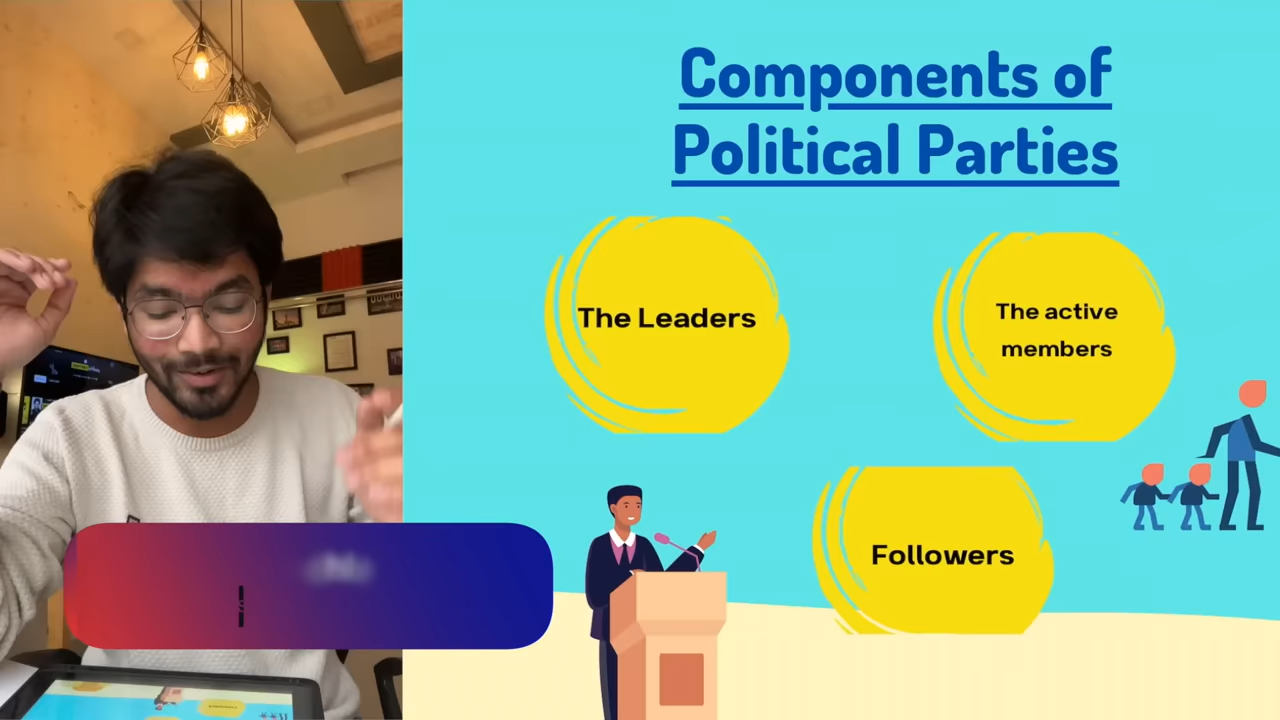 Components of
Political Parties
The Leaders
The active
members
Followers